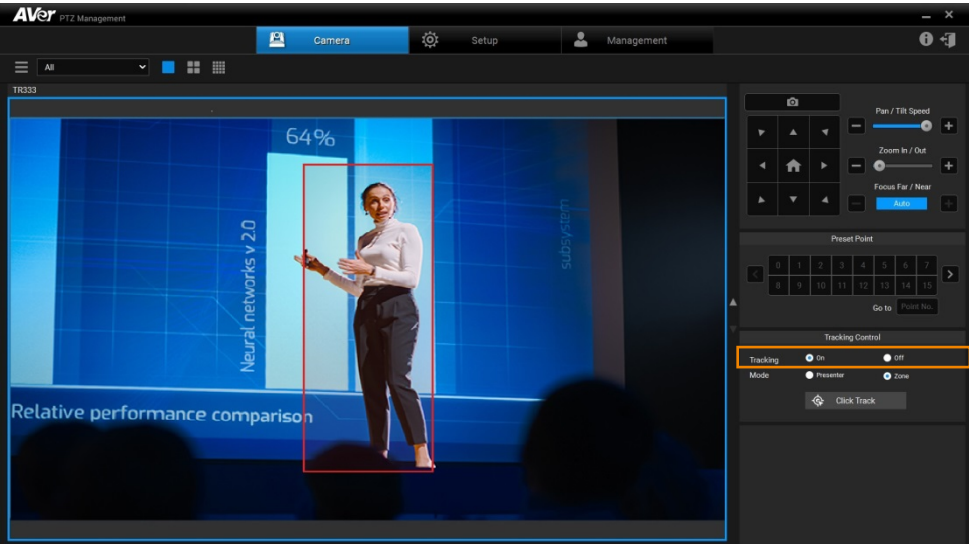 AVer PTZ Management
Camera
Setup
Management
All
TR333
64%
Neural networks v 2.0
subsystem
Relative performance comparison
Pan / Tilt Speed
Zoom In / Out
Focus Far / Near
Auto
Preset Point
0 1 2 3 4 5 6 7
8 9 10 11 12 13 14 15
Go to Point No.
Tracking Control
Tracking On Off
Mode Presenter Zone
Click Track